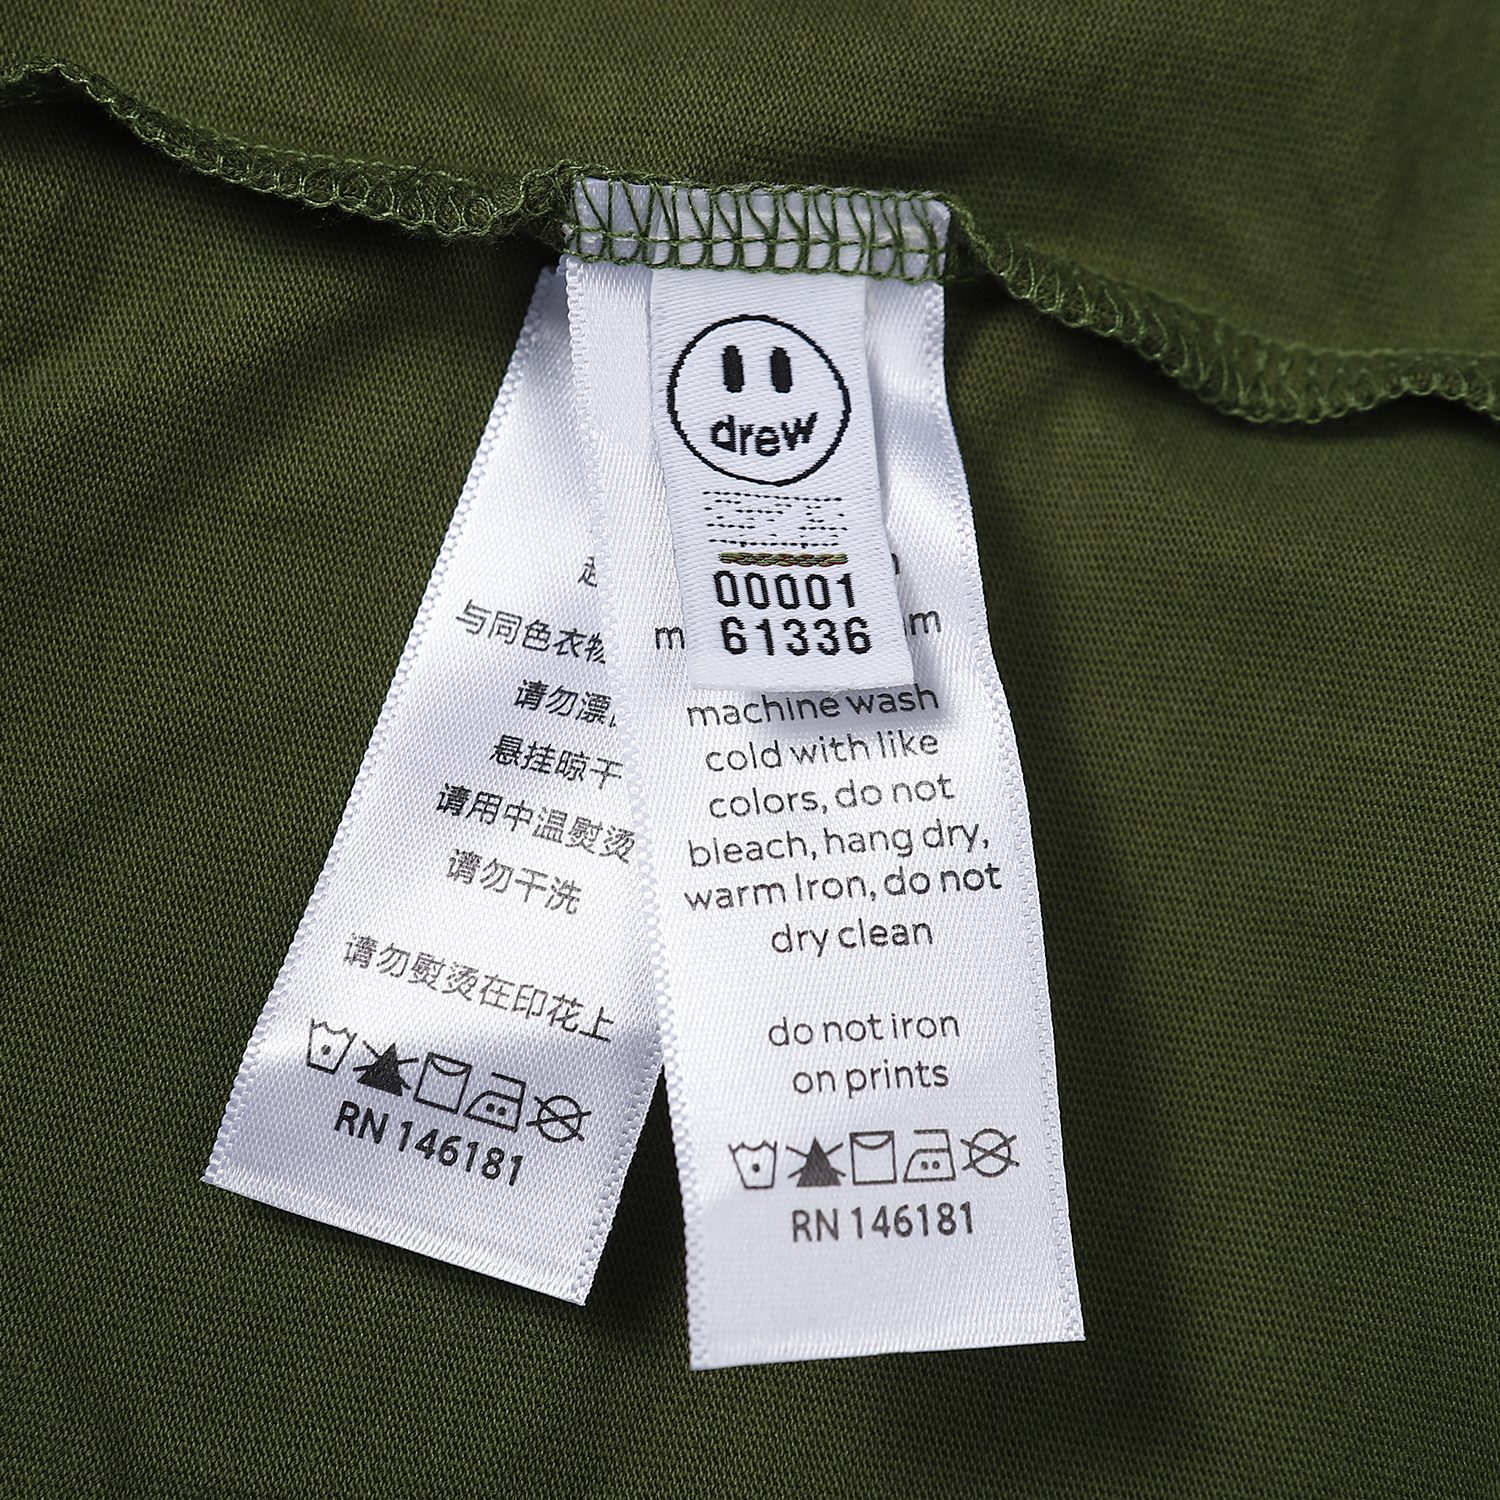 drew
00001
61336
machine wash
cold with like
colors, do not
bleach, hang dry,
warm Iron, do not
dry clean
do not iron
on prints
RN 146181
与同色衣物
请勿漂
悬挂晾干
请用中温熨烫
请勿干洗
请勿熨烫在印花上
RN 146181